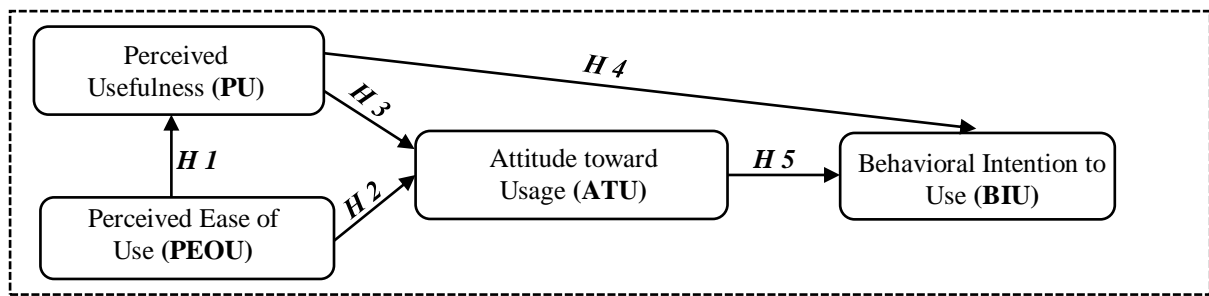 Perceived
Usefulness (PU)
H 4
H 3
H 1
Attitude toward
Usage (ATU)
H 5
Behavioral Intention to
Use (BIU)
H 2
Perceived Ease of
Use (PEOU)